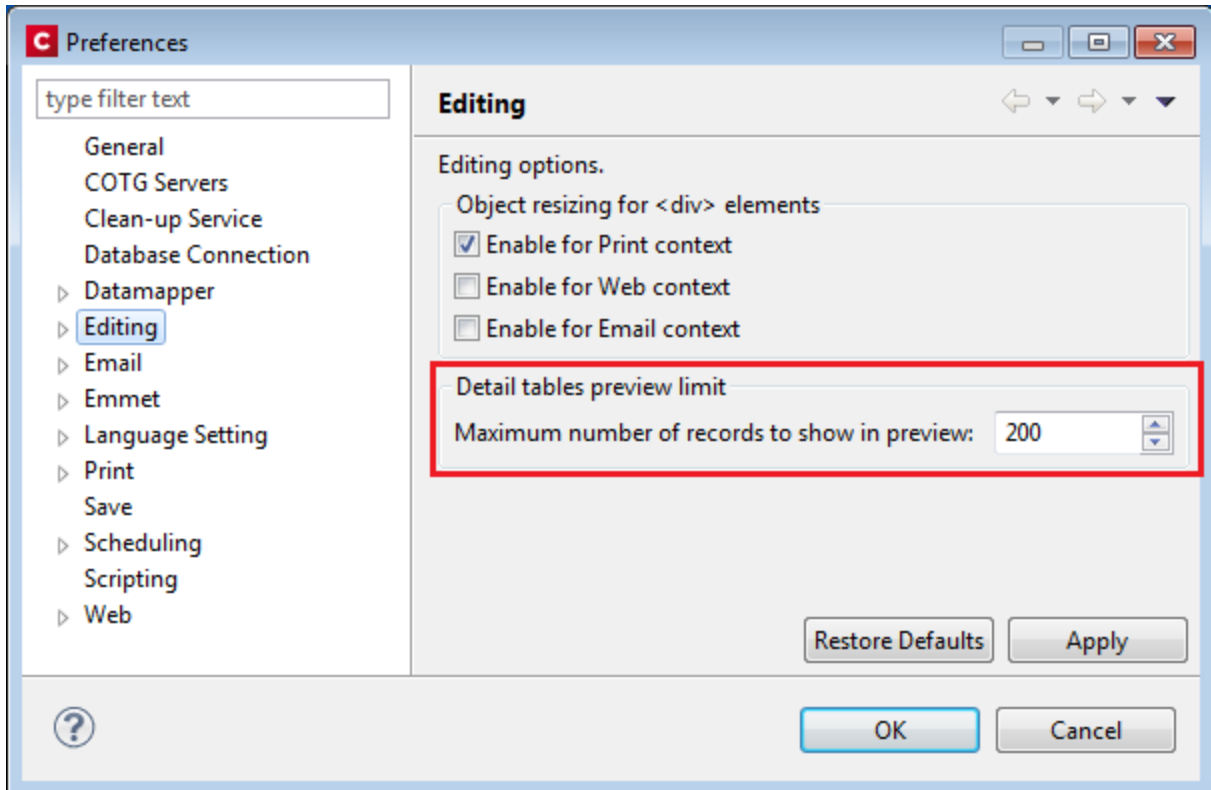 C Preferences
type filter text
General
COTG Servers
Clean-up Service
Database Connection
Datamapper
Editing
Email
Emmet
Language Setting
Print
Save
Scheduling
Scripting
Web
Editing
Editing options.
Object resizing for <div> elements
Enable for Print context
Enable for Web context
Enable for Email context
Detail tables preview limit
Maximum number of records to show in preview: 200
Restore Defaults Apply
?
OK Cancel